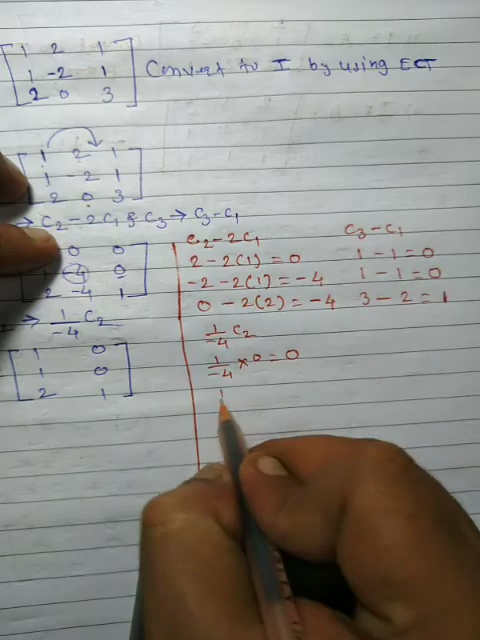 1 2 1
1 -2 1 Convert to I by using ECT
2 0 3
1 2 1
1 -2 1
2 0 3
→ C2 - 2C1 & C3 → C3 - C1
0 0
-4 0
2 -4 1
→ 1/-4 C2
1 0
1 0
2 1
C2 - 2C1 C3 - C1
2 - 2(1) = 0 1 - 1 = 0
-2 - 2(1) = -4 1 - 1 = 0
0 - 2(2) = -4 3 - 2 = 1
1/-4 C2
1/-4 × 0 = 0